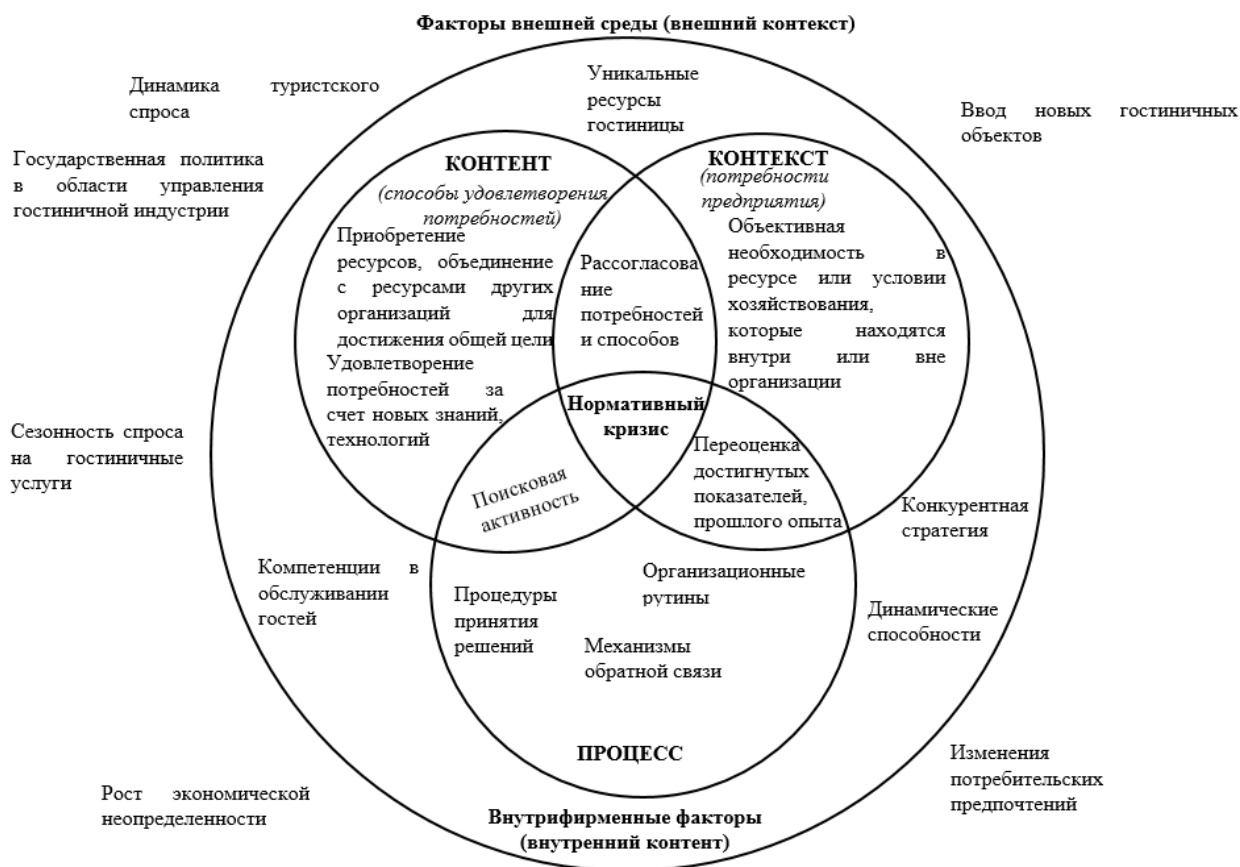 Факторы внешней среды (внешний контекст)
Динамика туристского
спроса
Уникальные
ресурсы
гостиницы
Ввод новых гостиничных
объектов
Государственная политика
в области управления
гостиничной индустрии
КОНТЕНТ
(способы удовлетворения
потребностей)
Приобретение
ресурсов, объединение
с ресурсами других
организаций для
достижения общей цели
Удовлетворение
потребностей за
счет новых знаний,
технологий
КОНТЕКСТ
(потребности
предприятия)
Объективная
необходимость в
ресурсе или условии
хозяйствования,
которые находятся
внутри или вне
организации
Рассогласова
ние
потребностей
и способов
Нормативный
кризис
Переоценка
достигнутых
показателей,
прошлого опыта
Поисковая
активность
Сезонность спроса
на гостиничные
услуги
Конкурентная
стратегия
Компетенции в
обслуживании
гостей
Процедуры
принятия
решений
Организационные
рутины
Механизмы
обратной связи
Динамические
способности
ПРОЦЕСС
Рост экономической
неопределенности
Внутрифирменные факторы
(внутренний контент)
Изменения
потребительских
предпочтений